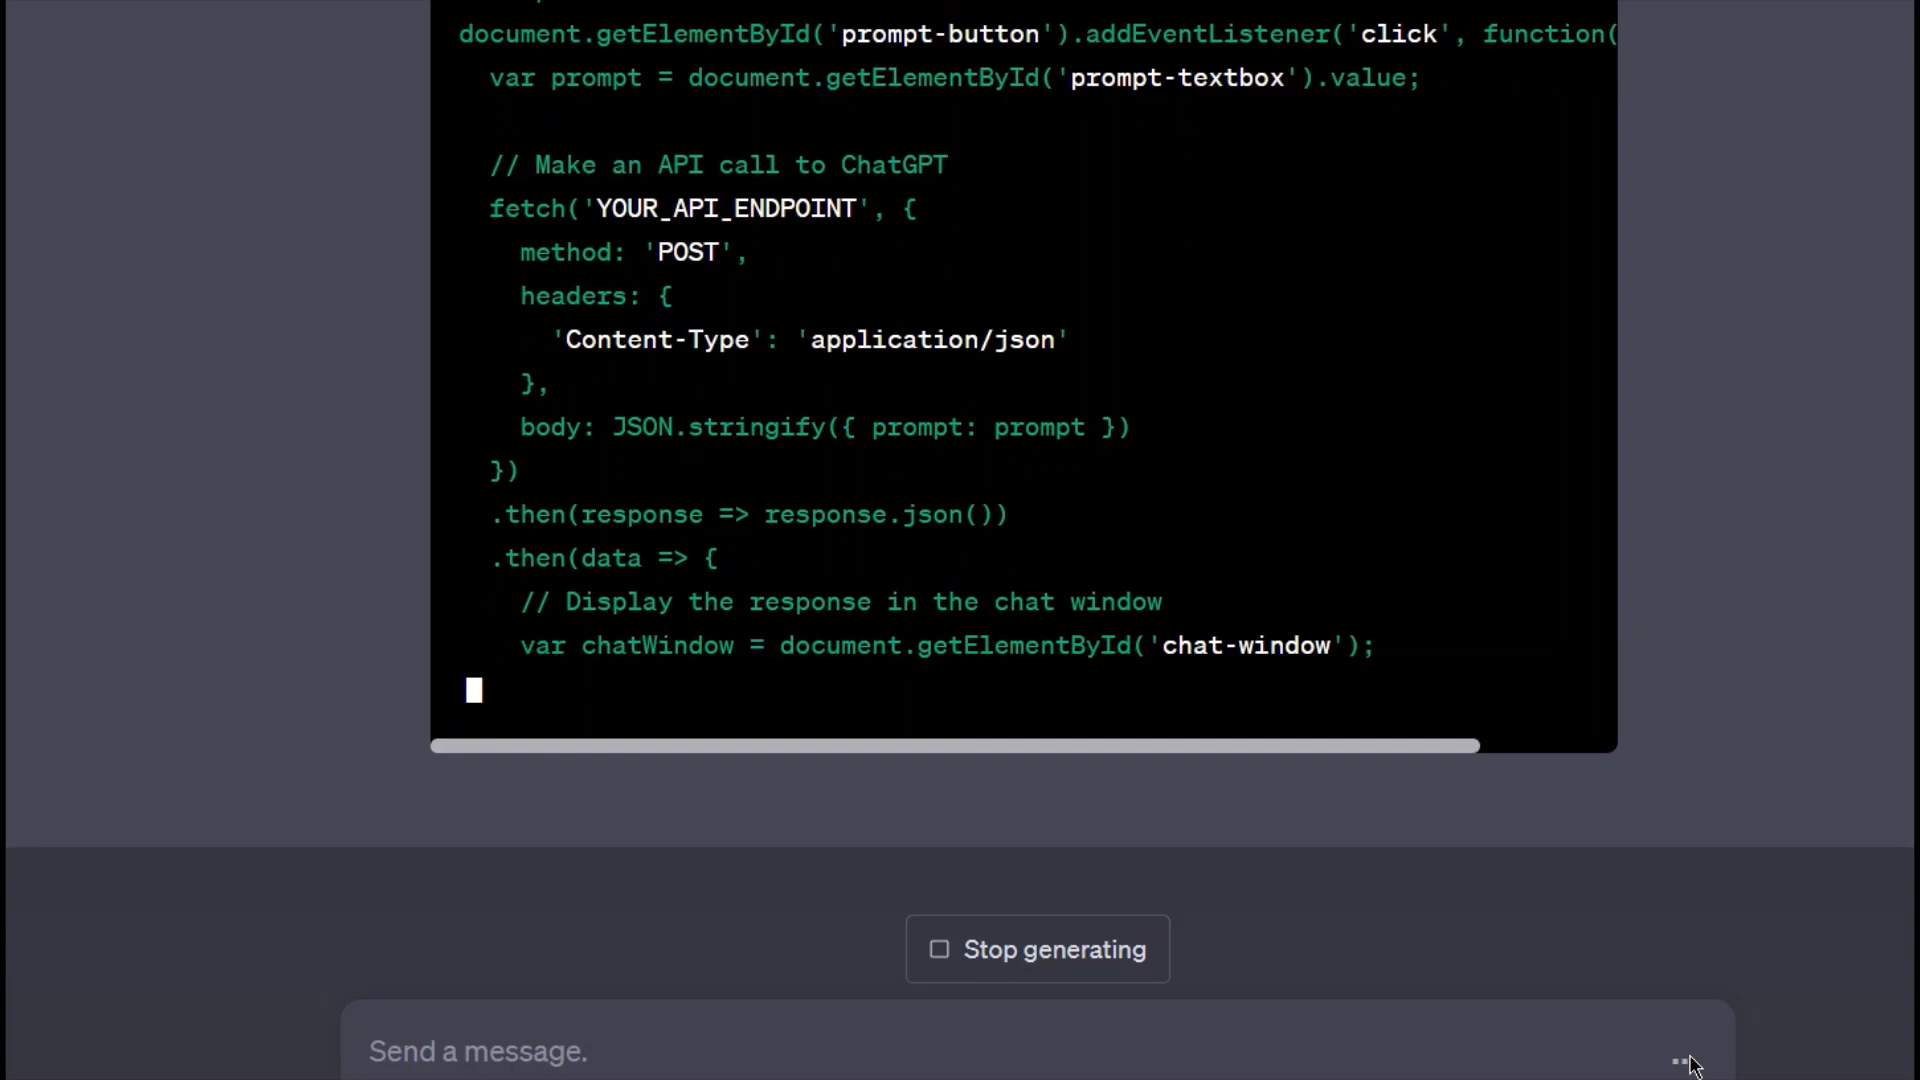 document.getElementById('prompt-button').addEventListener('click', function(
var prompt = document.getElementById('prompt-textbox').value;
// Make an API call to ChatGPT
fetch('YOUR_API_ENDPOINT', {
method: 'POST',
headers: {
'Content-Type': 'application/json'
},
body: JSON.stringify({ prompt: prompt })
})
.then(response => response.json())
.then(data => {
// Display the response in the chat window
var chatWindow = document.getElementById('chat-window');
Stop generating
Send a message.